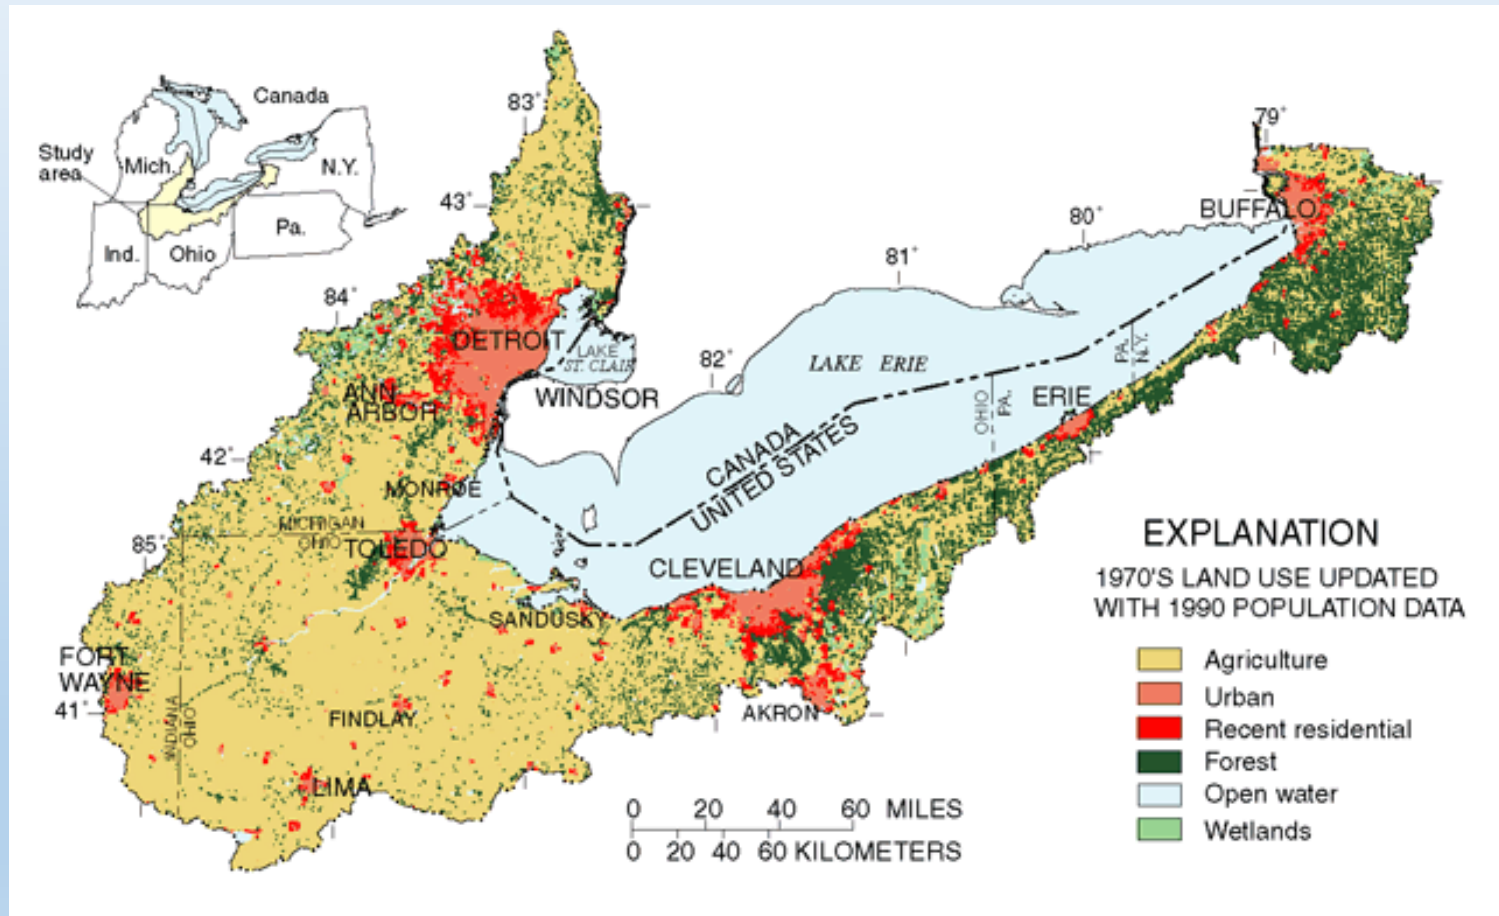 Canada
Study
area
Mich.
N.Y.
Pa.
Ind.
Ohio
83°
79°
43°
BUFFALO
80°
81°
84°
DETROIT
LAKE
ST. CLAIR
82°
LAKE ERIE
PA.
N.Y.
ANN
ARBOR
WINDSOR
OHIO
PA.
ERIE
42°
CANADA
UNITED STATES
MONROE
MICHIGAN
OHIO
85°
TOLEDO
CLEVELAND
SANDUSKY
FORT
WAYNE
41°
INDIANA
OHIO
FINDLAY
AKRON
LIMA
EXPLANATION
1970'S LAND USE UPDATED
WITH 1990 POPULATION DATA
Agriculture
Urban
Recent residential
Forest
Open water
Wetlands
0 20 40 60 MILES
0 20 40 60 KILOMETERS